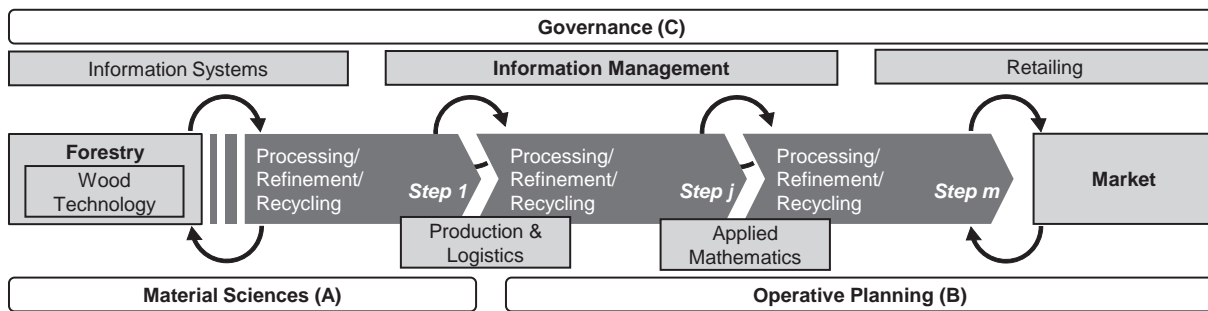 Governance (C)
Information Systems
Information Management
Retailing
Forestry
Wood
Technology
Processing/
Refinement/
Recycling
Step 1
Processing/
Refinement/
Recycling
Step j
Processing/
Refinement/
Recycling
Step m
Market
Production &
Logistics
Applied
Mathematics
Material Sciences (A)
Operative Planning (B)